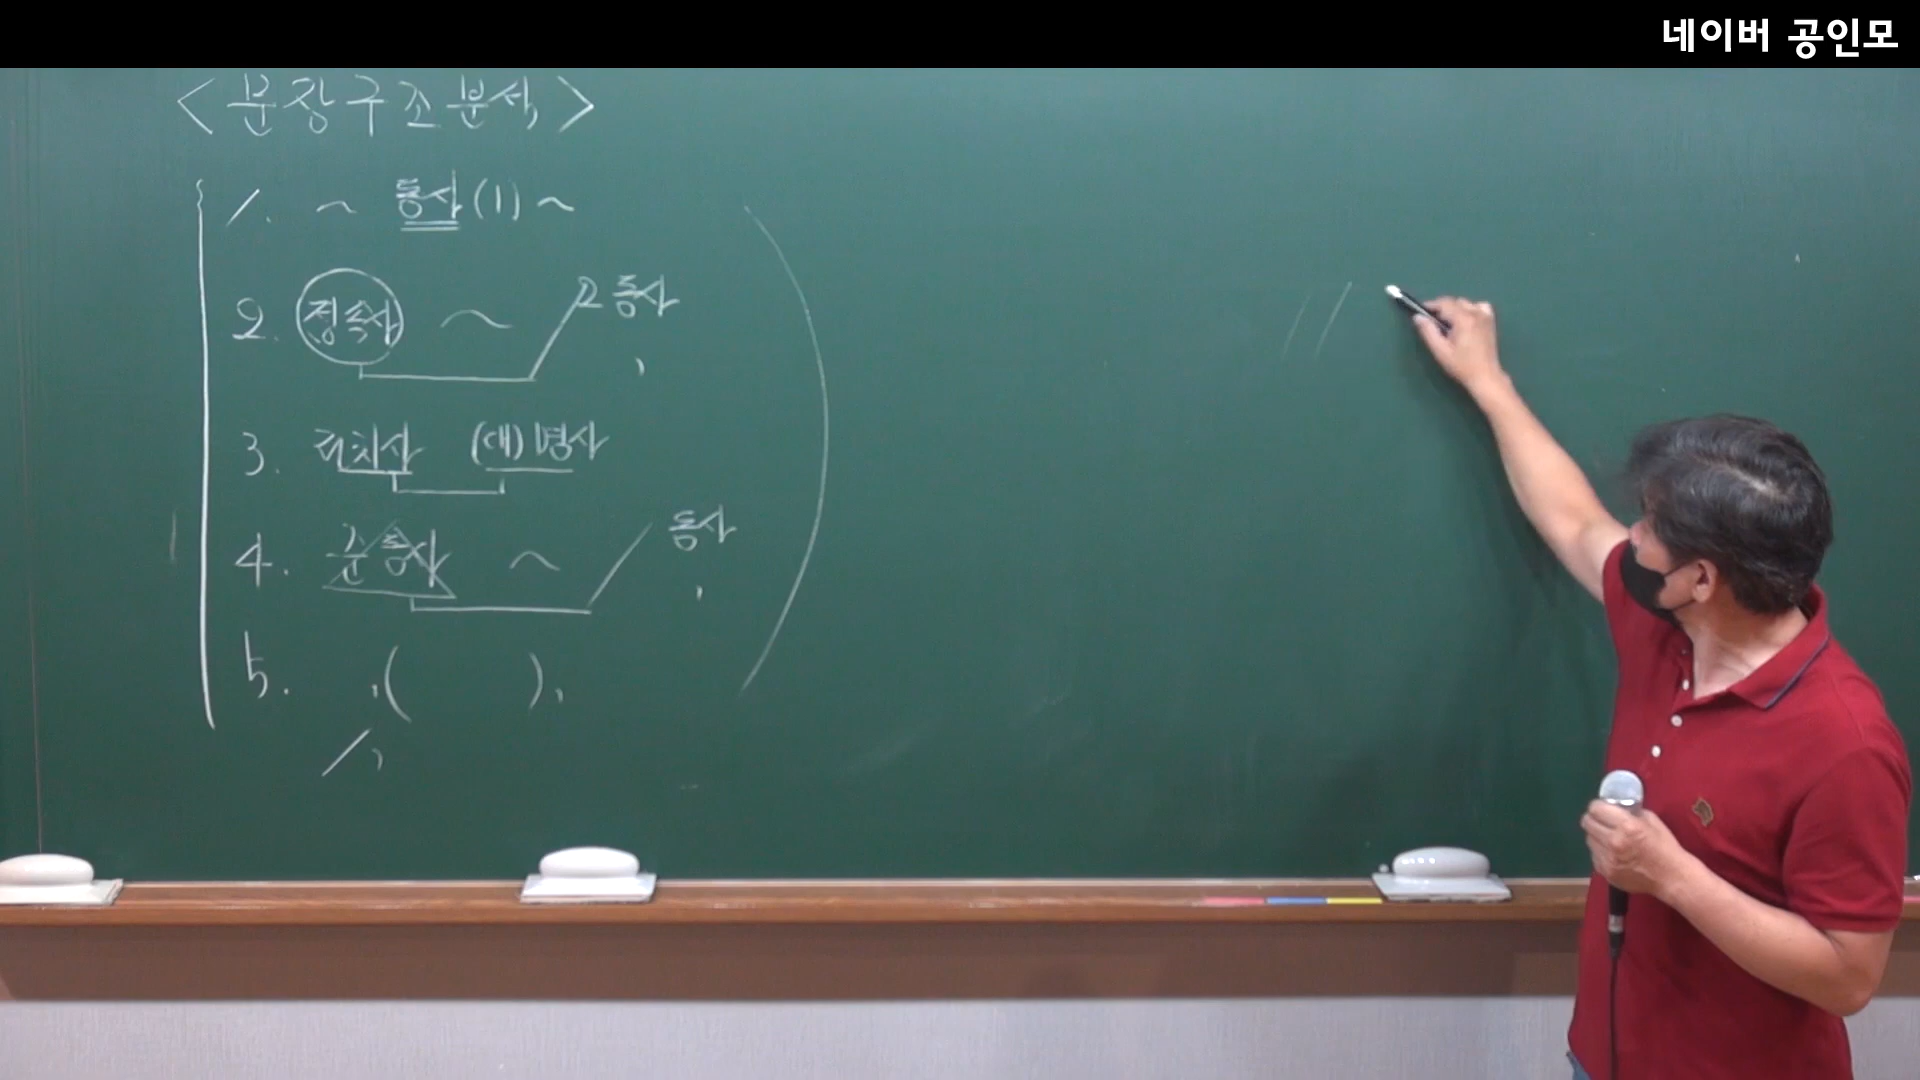 네이버 공인모
<문장구조분석>
1. ~ 동사(1) ~
2. 접속사 ~ 2동사
,
3. 전치사 (대)명사
4. 준동사 ~ 동사
,
5. ,( ),
/,